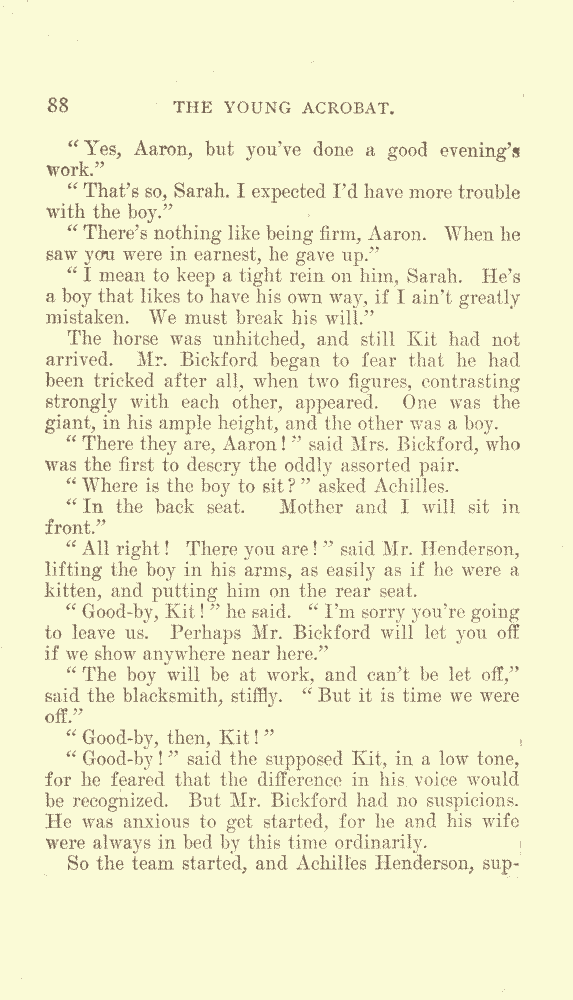 88 THE YOUNG ACROBAT.
“Yes, Aaron, but you’ve done a good evening’s
work.”
“That’s so, Sarah. I expected I’d have more trouble
with the boy.”
“There’s nothing like being firm, Aaron. When he
saw you were in earnest, he gave up.”
“I mean to keep a tight rein on him, Sarah. He’s
a boy that likes to have his own way, if I ain’t greatly
mistaken. We must break his will.”
The horse was unhitched, and still Kit had not
arrived. Mr. Bickford began to fear that he had
been tricked after all, when two figures, contrasting
strongly with each other, appeared. One was the
giant, in his ample height, and the other was a boy.
“There they are, Aaron!” said Mrs. Bickford, who
was the first to descry the oddly assorted pair.
“Where is the boy to sit?” asked Achilles.
“In the back seat. Mother and I will sit in
front.”
“All right! There you are!” said Mr. Henderson,
lifting the boy in his arms, as easily as if he were a
kitten, and putting him on the rear seat.
“Good-by, Kit!” he said. “I’m sorry you’re going
to leave us. Perhaps Mr. Bickford will let you off
if we show anywhere near here.”
“The boy will be at work, and can’t be let off,”
said the blacksmith, stiffly. “But it is time we were
off.”
“Good-by, then, Kit!”
“Good-by!” said the supposed Kit, in a low tone,
for he feared that the difference in his voice would
be recognized. But Mr. Bickford had no suspicions.
He was anxious to get started, for he and his wife
were always in bed by this time ordinarily.
So the team started, and Achilles Henderson, sup-